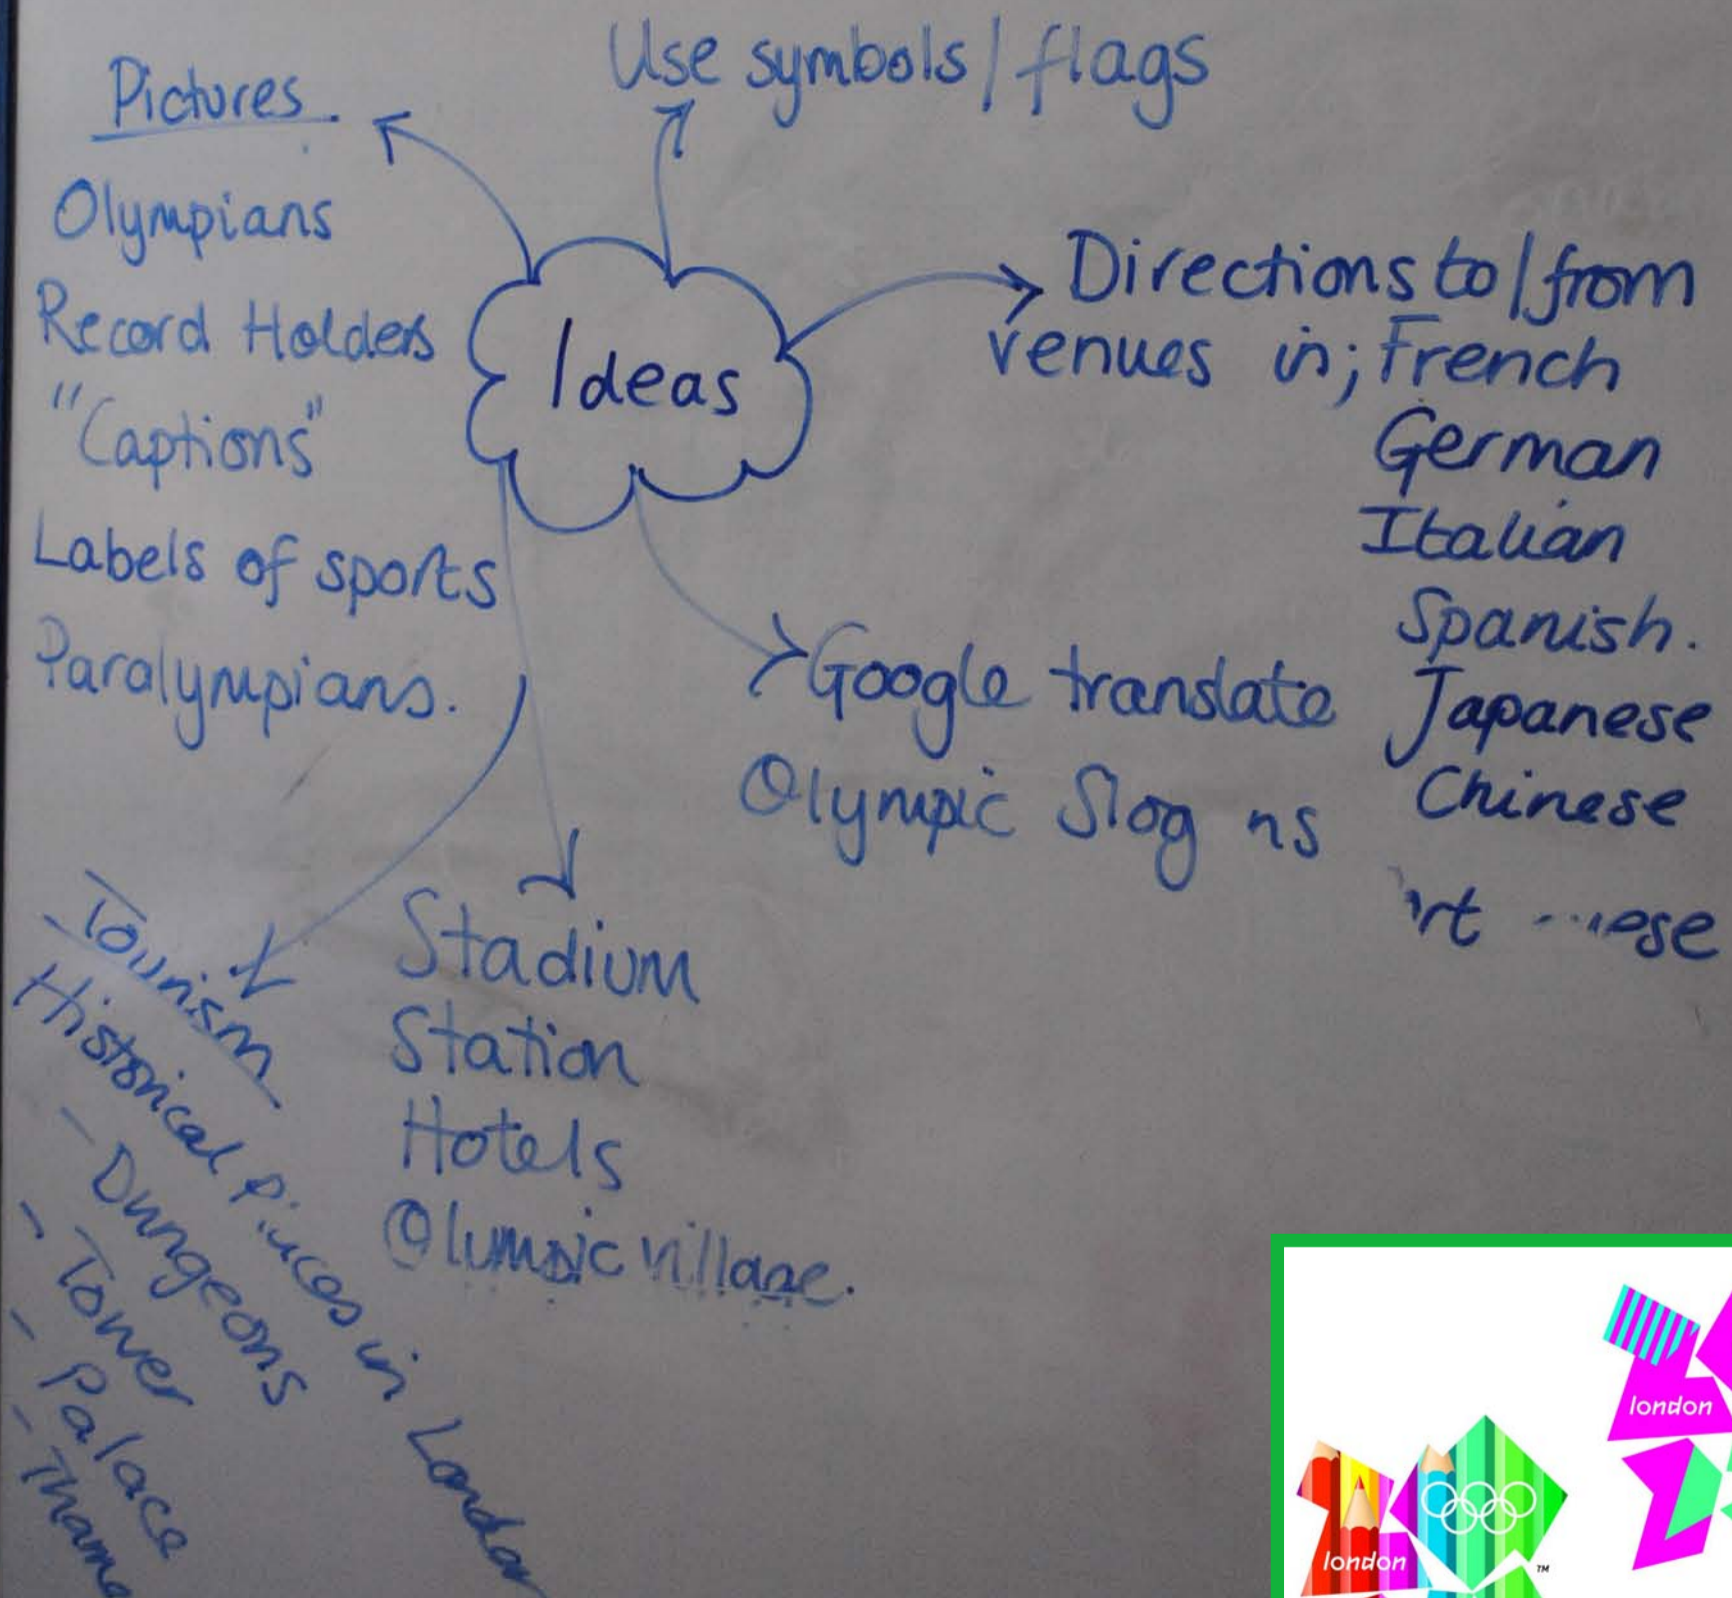 Use symbols / flags
Pictures.
Olympians
Record Holders
"Captions"
Labels of sports
Paralympians.
Ideas
Directions to / from
venues in; French
German
Italian
Spanish.
Japanese
Chinese
Google translate
Olympic Slog ns
Stadium
Station
Hotels
Olympic village.
Tourism
Historical Places in London
- Dungeons
- Tower
- Palace
london
london
TM